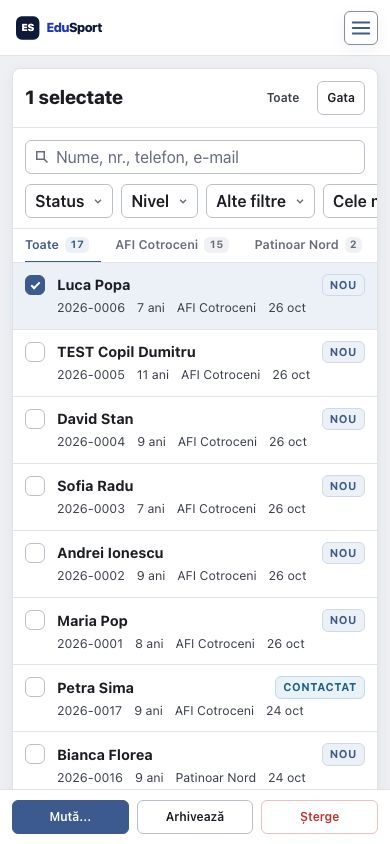 ES EduSport
1 selectate Toate Gata
Nume, nr., telefon, e-mail
Status Nivel Alte filtre Cele
Toate 17 AFI Cotroceni 15 Patinoar Nord 2
Luca Popa NOU
2026-0006 7 ani AFI Cotroceni 26 oct
TEST Copil Dumitru NOU
2026-0005 11 ani AFI Cotroceni 26 oct
David Stan NOU
2026-0004 9 ani AFI Cotroceni 26 oct
Sofia Radu NOU
2026-0003 7 ani AFI Cotroceni 26 oct
Andrei Ionescu NOU
2026-0002 9 ani AFI Cotroceni 26 oct
Maria Pop NOU
2026-0001 8 ani AFI Cotroceni 26 oct
Petra Sima CONTACTAT
2026-0017 9 ani AFI Cotroceni 24 oct
Bianca Florea NOU
2026-0016 9 ani Patinoar Nord 24 oct
Mută... Arhivează Șterge